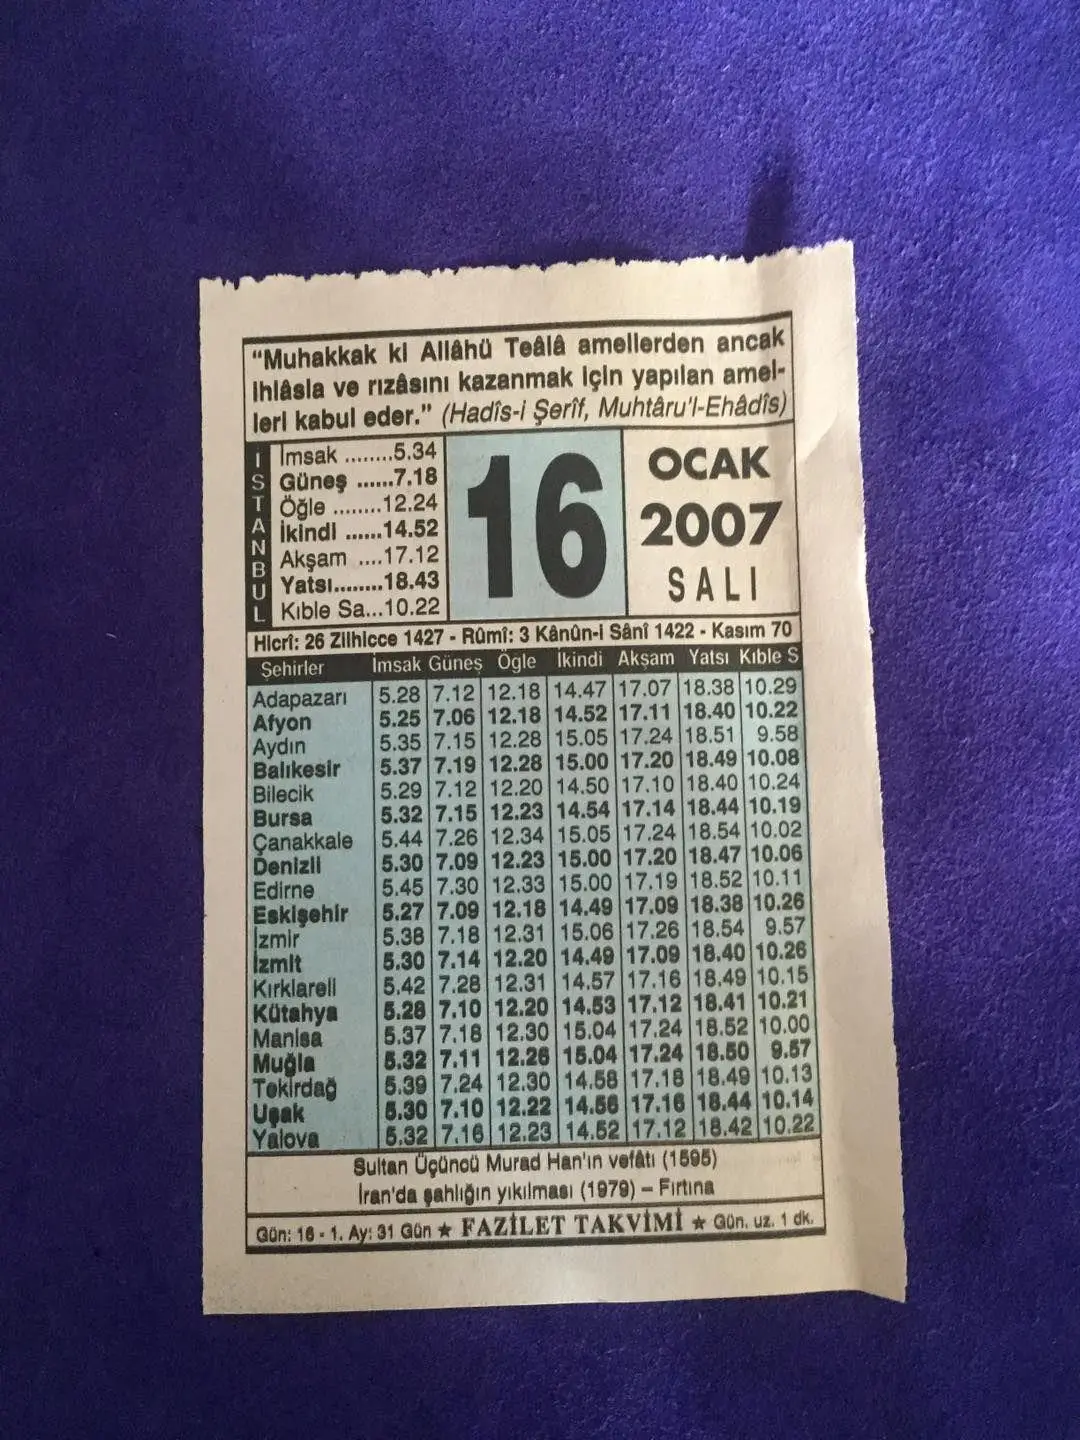 “Muhakkak ki Allâhü Teâlâ amellerden ancak
ihlâsla ve rızâsını kazanmak için yapılan amel-
leri kabul eder.” (Hadîs-i Şerîf, Muhtâru'l-Ehâdîs)
İSTANBUL
İmsak ........5.34
Güneş ......7.18
Öğle ........12.24
İkindi ......14.52
Akşam ....17.12
Yatsı........18.43
Kıble Sa...10.22
16
OCAK
2007
SALI
Hicrî: 26 Zilhicce 1427 - Rûmî: 3 Kânûn-i Sânî 1422 - Kasım 70
Şehirler İmsak Güneş Öğle İkindi Akşam Yatsı Kıble S
Adapazarı 5.28 7.12 12.18 14.47 17.07 18.38 10.29
Afyon 5.25 7.06 12.18 14.52 17.11 18.40 10.22
Aydın 5.35 7.15 12.28 15.05 17.24 18.51 9.58
Balıkesir 5.37 7.19 12.28 15.00 17.20 18.49 10.08
Bilecik 5.29 7.12 12.20 14.50 17.10 18.40 10.24
Bursa 5.32 7.15 12.23 14.54 17.14 18.44 10.19
Çanakkale 5.44 7.26 12.34 15.05 17.24 18.54 10.02
Denizli 5.30 7.09 12.23 15.00 17.20 18.47 10.06
Edirne 5.45 7.30 12.33 15.00 17.19 18.52 10.11
Eskişehir 5.27 7.09 12.18 14.49 17.09 18.38 10.26
İzmir 5.38 7.18 12.31 15.06 17.26 18.54 9.57
İzmit 5.30 7.14 12.20 14.49 17.09 18.40 10.26
Kırklareli 5.42 7.28 12.31 14.57 17.16 18.49 10.15
Kütahya 5.28 7.10 12.20 14.53 17.12 18.41 10.21
Manisa 5.37 7.18 12.30 15.04 17.24 18.52 10.00
Muğla 5.32 7.11 12.26 15.04 17.24 18.50 9.57
Tekirdağ 5.39 7.24 12.30 14.58 17.18 18.49 10.13
Uşak 5.30 7.10 12.22 14.56 17.16 18.44 10.14
Yalova 5.32 7.16 12.23 14.52 17.12 18.42 10.22
Sultan Üçüncü Murad Han'ın vefâtı (1595)
İran'da şahlığın yıkılması (1979) – Fırtına
Gün: 16 - 1. Ay: 31 Gün ★ FAZİLET TAKVİMİ ★ Gün. uz. 1 dk.